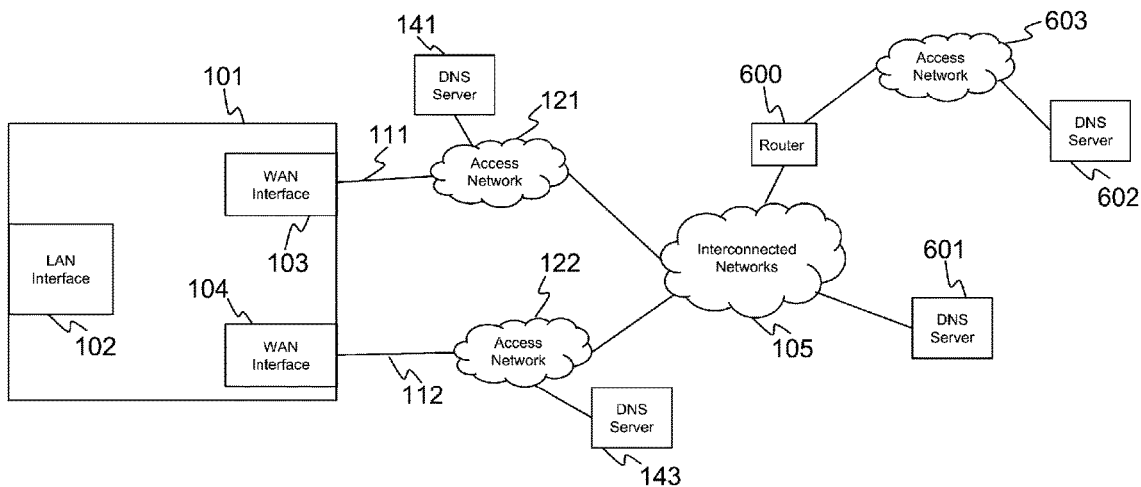 141
603
DNS
Server
600
Access
Network
101
121
111
Router
DNS
Server
WAN
Interface
Access
Network
602
103
Interconnected
Networks
601
LAN
Interface
122
104
DNS
Server
102
WAN
Interface
Access
Network
105
112
DNS
Server
143